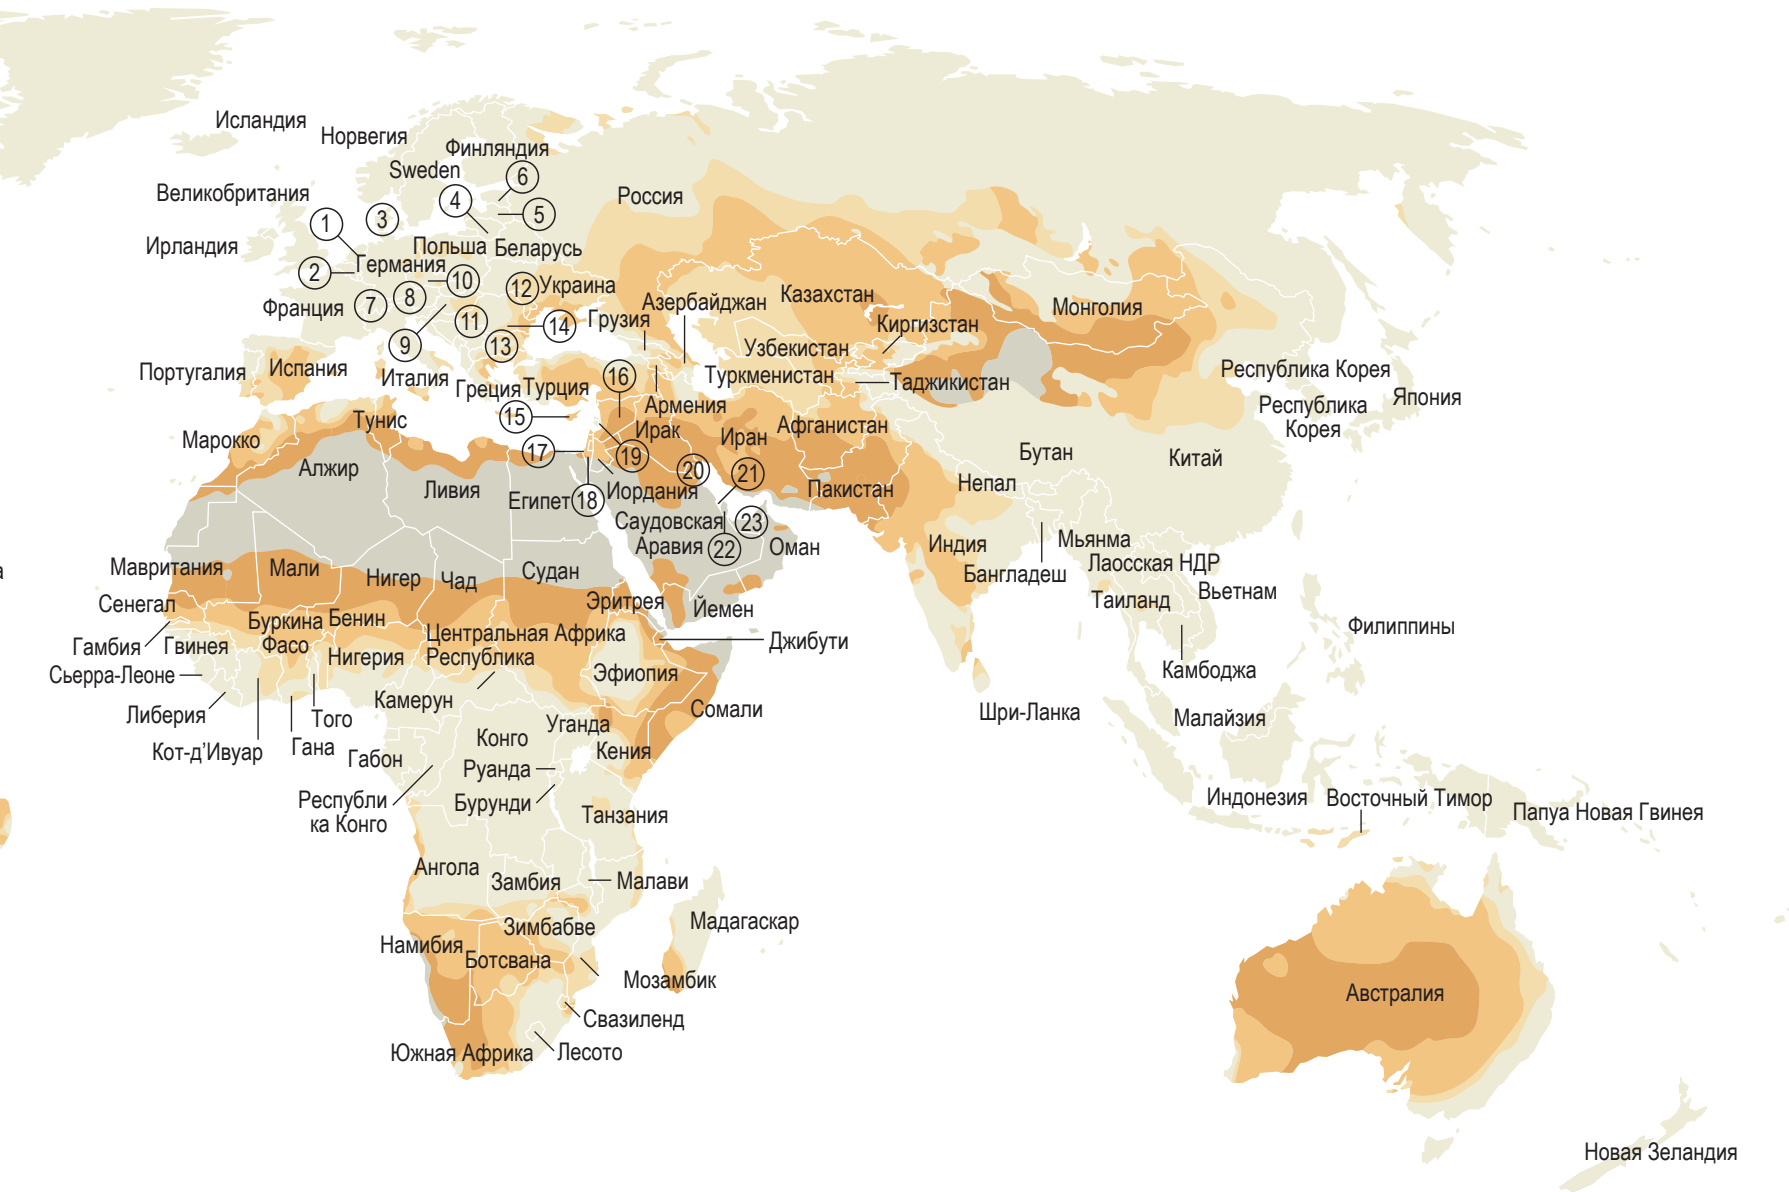 Исландия
Норвегия
Финляндия
Sweden
6
Великобритания
Россия
4
1
3
5
Ирландия
Польша
Беларусь
Германия
2
10
12
Украина
Франция
7
8
Азербайджан
Казахстан
Монголия
11
14
Грузия
Киргизстан
9
13
Узбекистан
Португалия
Испания
Италия
Греция
Турция
16
Туркменистан
Таджикистан
Республика Корея
Япония
Республика
Корея
Тунис
15
Армения
Марокко
Ирак
Иран
Афганистан
Бутан
Китай
Алжир
17
19
20
21
Ливия
Египет
18
Иордания
Пакистан
Непал
Саудовская
Аравия
22
23
Оман
Индия
Мьянма
Лаосская НДР
Бангладеш
Вьетнам
Таиланд
а
Мавритания
Мали
Нигер
Чад
Судан
Сенегал
Эритрея
Йемен
Буркина
Фасо
Бенин
Гамбия
Гвинея
Центральная Африка
Республика
Джибути
Филиппины
Нигерия
Сьерра-Леоне
Эфиопия
Камбоджа
Камерун
Либерия
Того
Сомали
Шри-Ланка
Малайзия
Уганда
Кот-д’Ивуар
Гана
Габон
Конго
Кения
Руанда
Республи
ка Конго
Бурунди
Танзания
Индонезия
Восточный Тимор
Папуа Новая Гвинея
Ангола
Замбия
Малави
Зимбабве
Мадагаскар
Намибия
Ботсвана
Мозамбик
Австралия
Свазиленд
Южная Африка
Лесото
Новая Зеландия